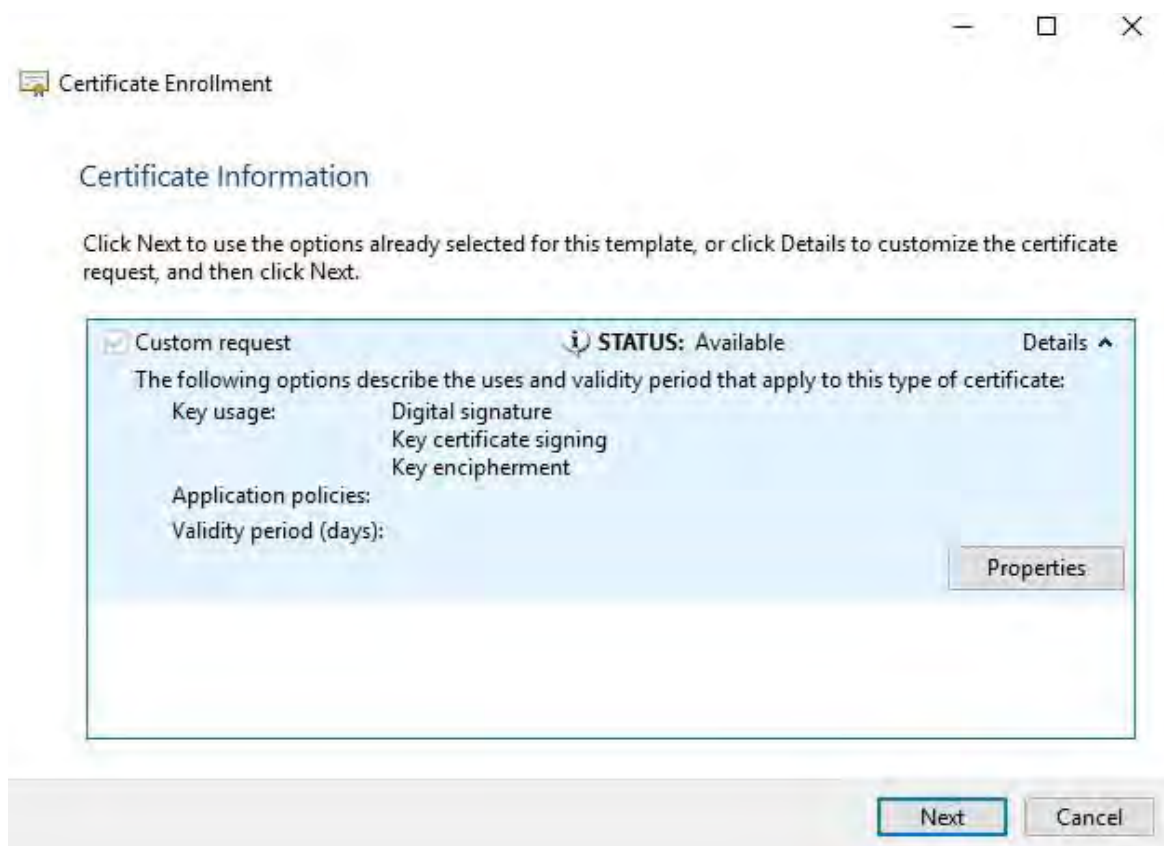 Certificate Enrollment
Certificate Information
Click Next to use the options already selected for this template, or click Details to customize the certificate
request, and then click Next.
Custom request STATUS: Available Details
The following options describe the uses and validity period that apply to this type of certificate:
Key usage: Digital signature
Key certificate signing
Key encipherment
Application policies:
Validity period (days):
Properties
Next Cancel